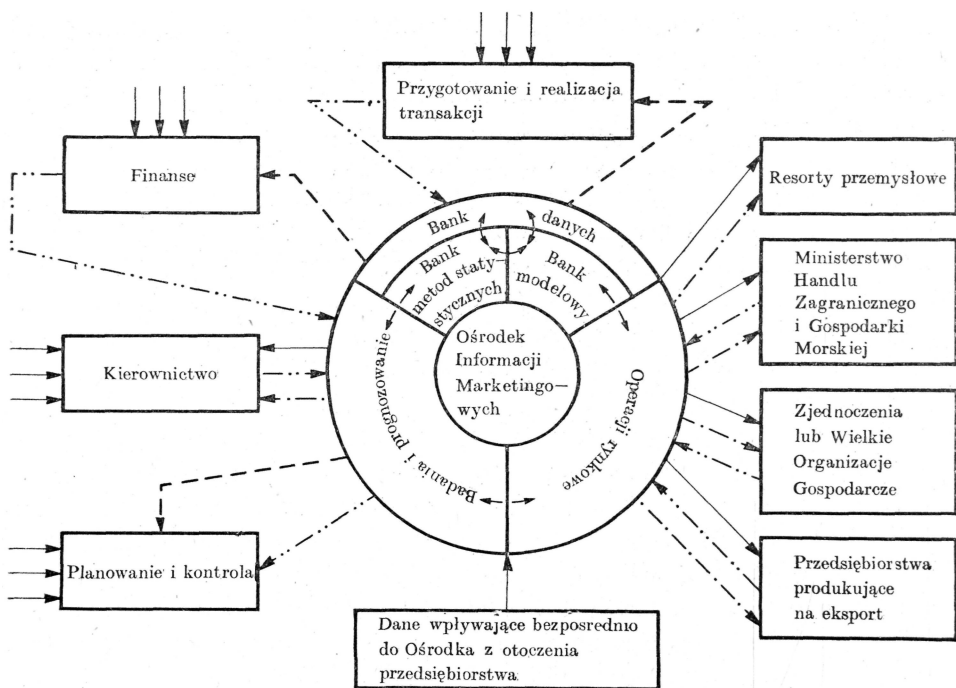 Przygotowanie i realizacja
transakcji
Finanse
Resorty przemysłowe
Bank danych
Bank
metod staty-
stycznych
Bank
modelowy
Ministerstwo
Handlu
Zagranicznego
i Gospodarki
Morskiej
Ośrodek
Informacji
Marketingo-
wych
Kierownictwo
Badania i prognozowanie
Operacji rynkowe
Zjednoczenia
lub Wielkie
Organizacje
Gospodarcze
Planowanie i kontrola
Przedsiębiorstwa
produkujące
na eksport
Dane wpływające bezpośrednio
do Ośrodka z otoczenia
przedsiębiorstwa